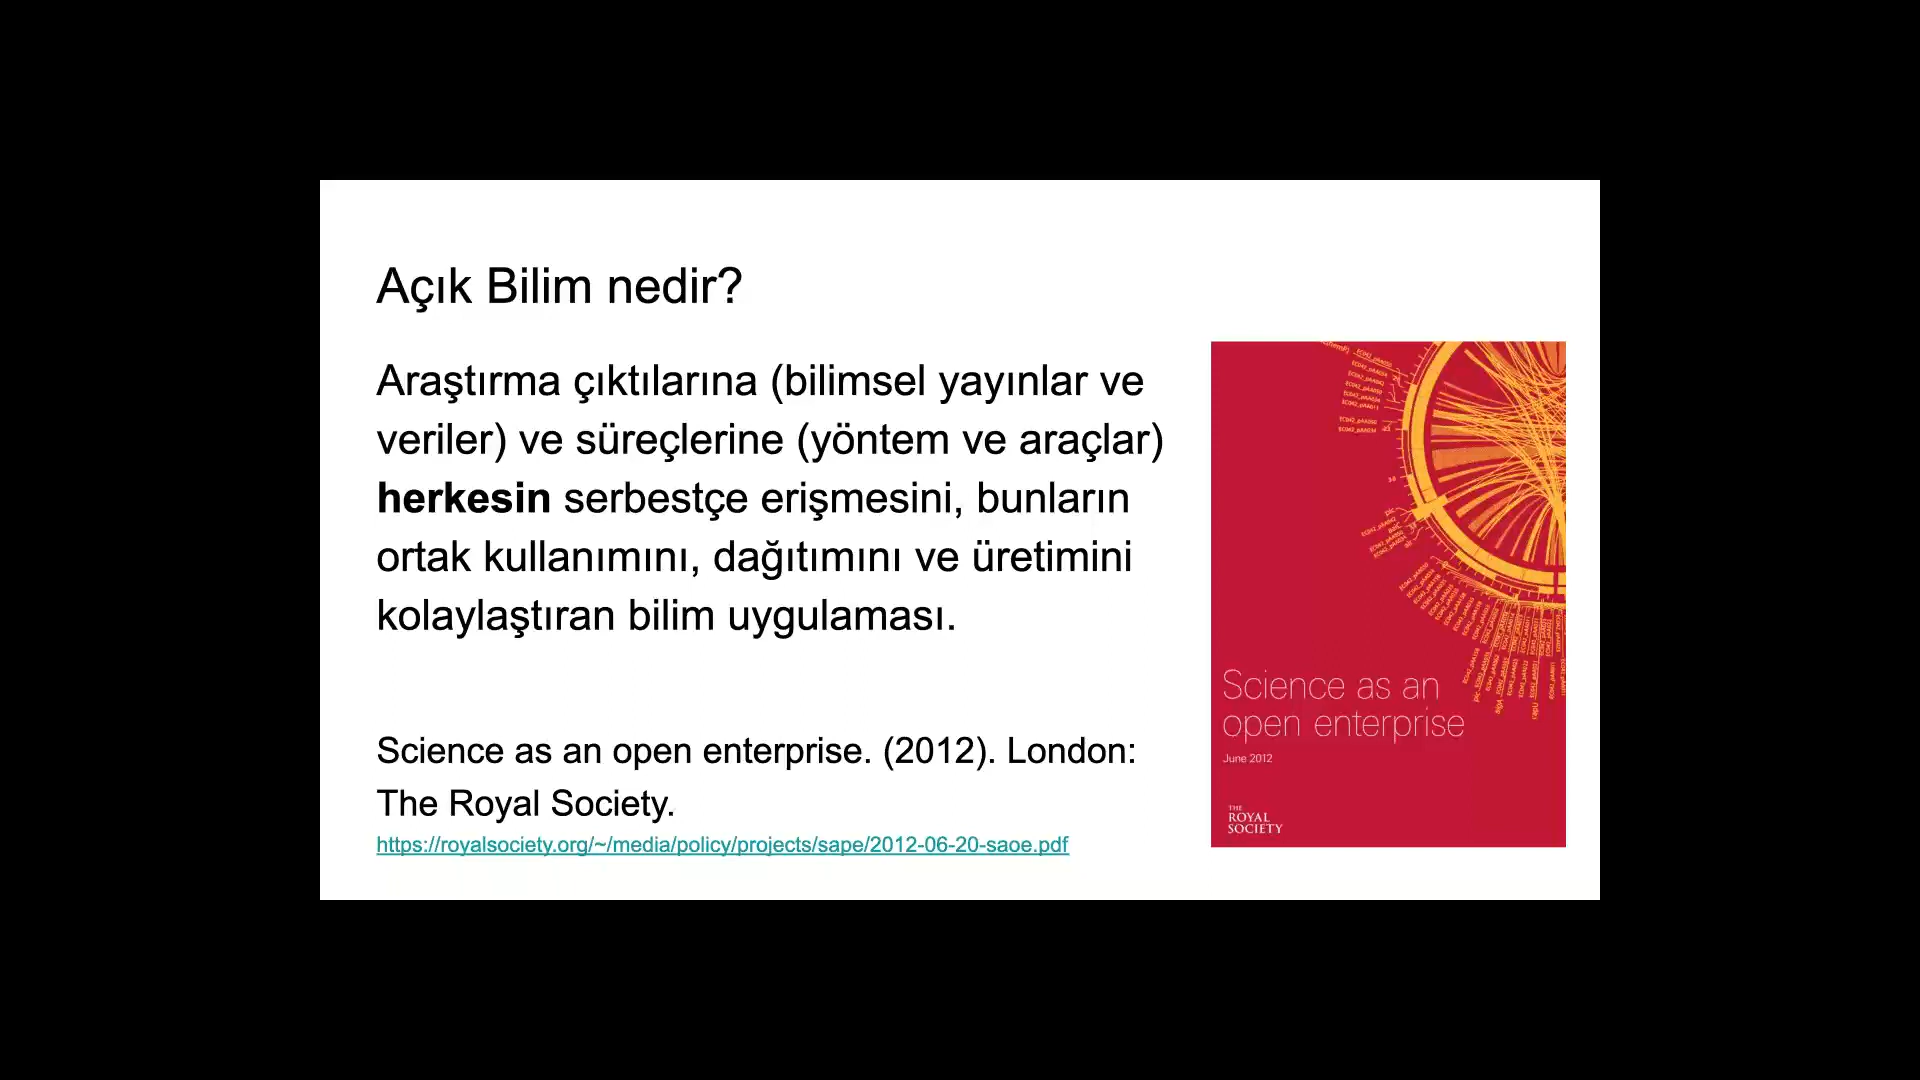 Açık Bilim nedir?
Araştırma çıktılarına (bilimsel yayınlar ve
veriler) ve süreçlerine (yöntem ve araçlar)
herkesin serbestçe erişmesini, bunların
ortak kullanımını, dağıtımını ve üretimini
kolaylaştıran bilim uygulaması.
Science as an open enterprise. (2012). London:
The Royal Society.
https://royalsociety.org/~/media/policy/projects/sape/2012-06-20-saoe.pdf
Science as an
open enterprise
June 2012
THE
ROYAL
SOCIETY